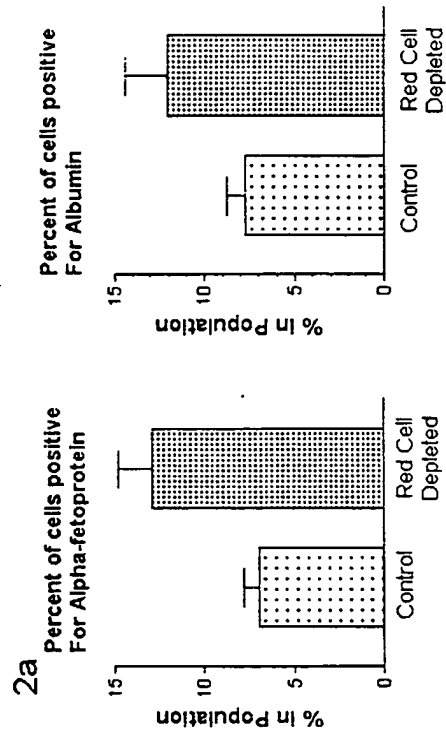 2a
Percent of cells positive
For Alpha-fetoprotein
% In Population
15
10
5
0
Control
Red Cell
Depleted
Percent of cells positive
For Albumin
% In Population
15
10
5
0
Control
Red Cell
Depleted